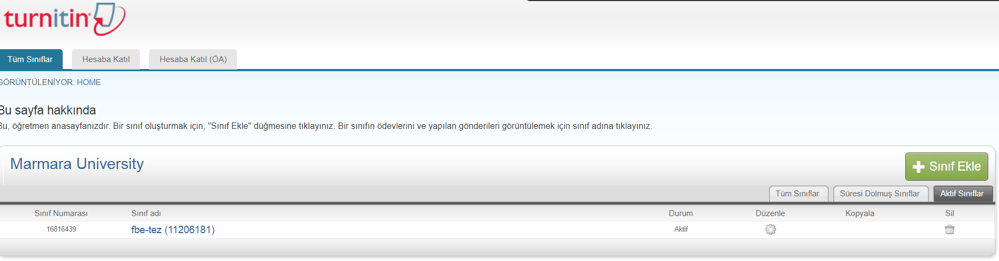 turnitin
Tüm Sınıflar Hesaba Katıl Hesaba Katıl (ÖA)
GÖRÜNTÜLENİYOR: HOME
Bu sayfa hakkında
Bu, öğretmen anasayfanızdır. Bir sınıf oluşturmak için, "Sınıf Ekle" düğmesine tıklayınız. Bir sınıfın ödevlerini ve yapılan gönderileri görüntülemek için sınıf adına tıklayınız.
Marmara University
Sınıf Ekle
Tüm Sınıflar Süresi Dolmuş Sınıflar Aktif Sınıflar
Sınıf Numarası Sınıf adı Durum Düzenle Kopyala Sil
16816439 fbe-tez (11206181) Aktif